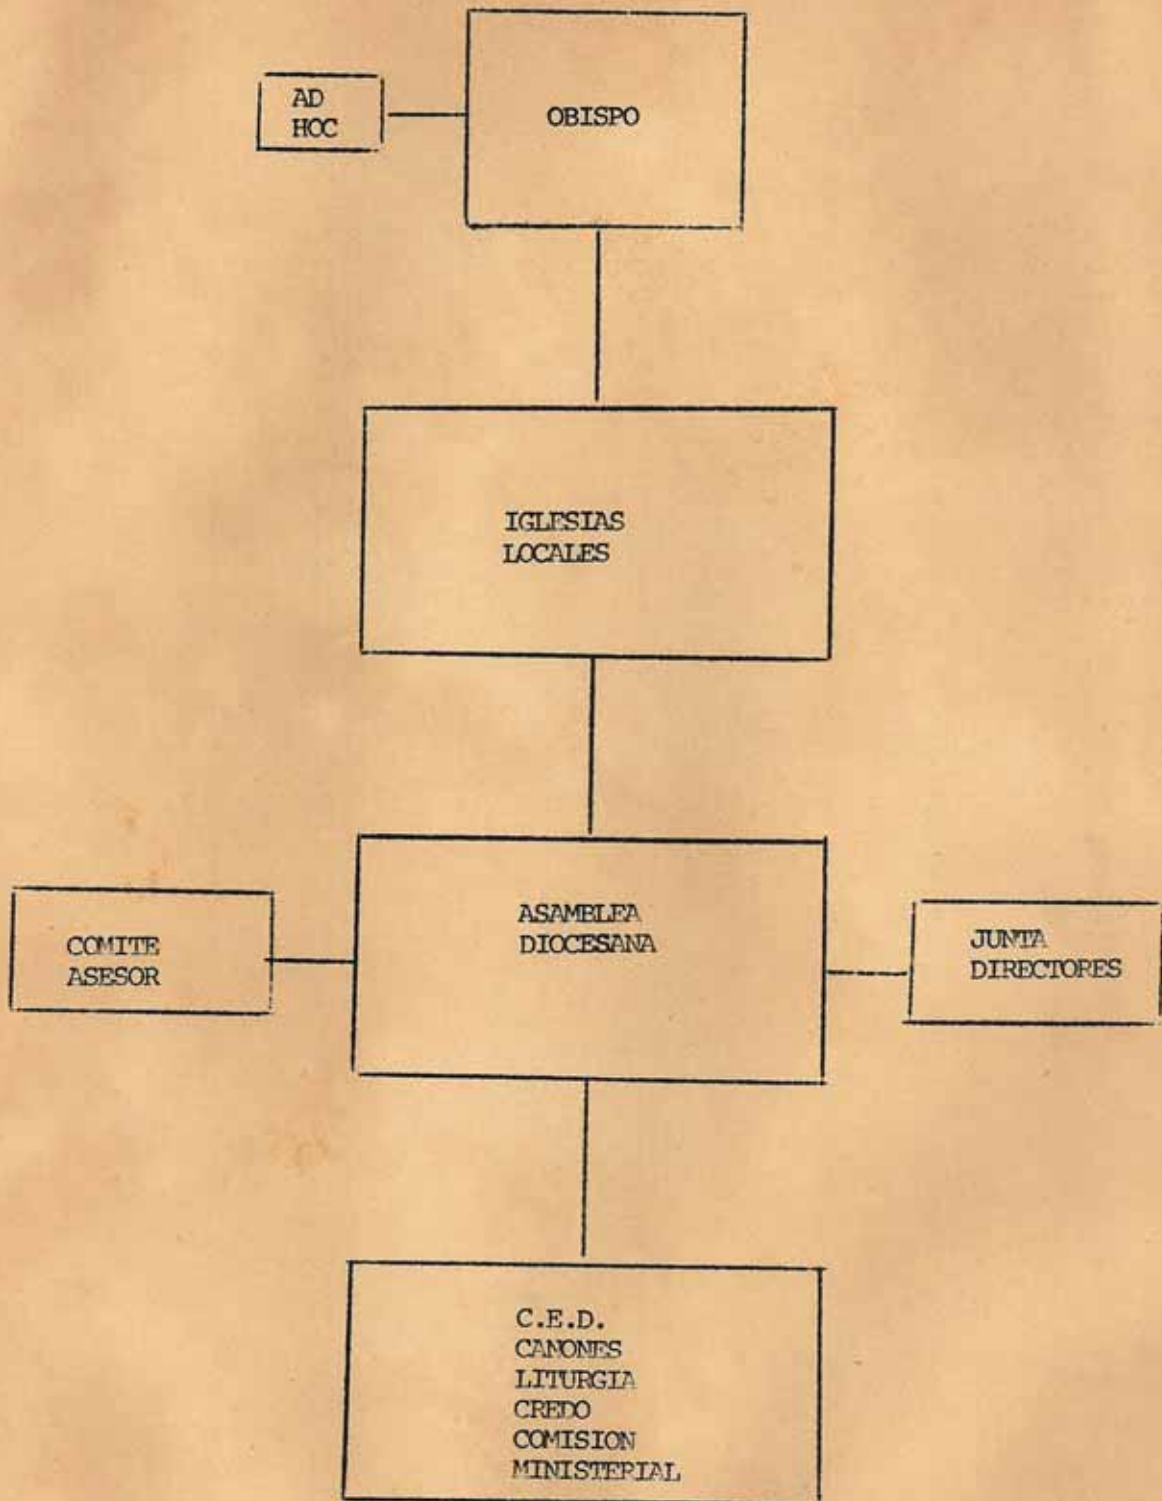 AD
HOC
OBISPO
IGLESIAS
LOCALES
ASAMBLEA
DIOCESANA
COMITE
ASESOR
JUNTA
DIRECTORES
C.E.D.
CANONES
LITURGIA
CREDO
COMISION
MINISTERIAL